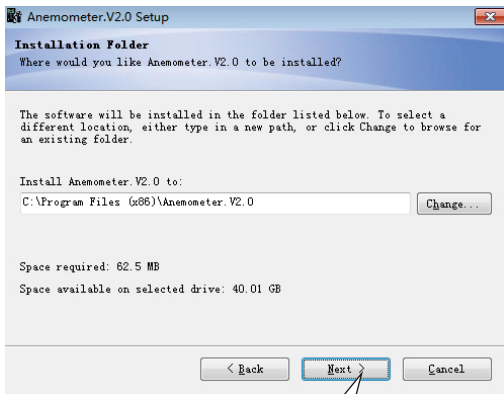 Anemometer.V2.0 Setup
Installation Folder
Where would you like Anemometer.V2.0 to be installed?
The software will be installed in the folder listed below. To select a
different location, either type in a new path, or click Change to browse for
an existing folder.
Install Anemometer.V2.0 to:
C:\Program Files (x86)\Anemometer.V2.0
Change...
Space required: 62.5 MB
Space available on selected drive: 40.01 GB
< Back
Next >
Cancel